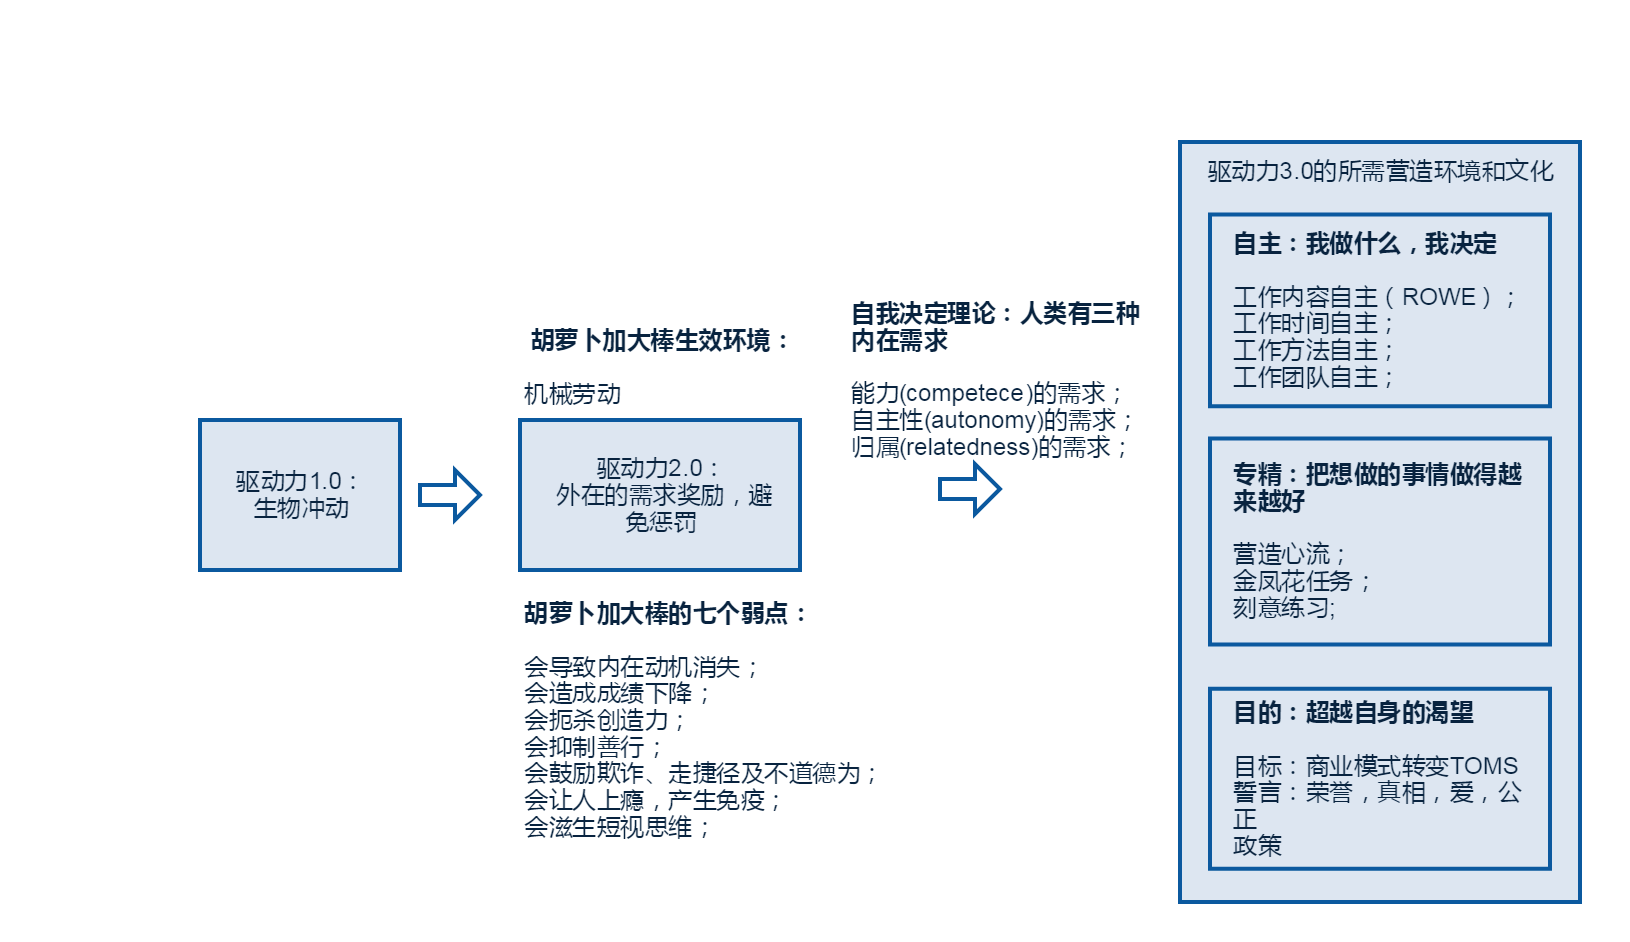 驱动力1.0：
生物冲动
胡萝卜加大棒生效环境：
机械劳动
驱动力2.0：
外在的需求奖励，避
免惩罚
胡萝卜加大棒的七个弱点：
会导致内在动机消失；
会造成成绩下降；
会扼杀创造力；
会抑制善行；
会鼓励欺诈、走捷径及不道德为；
会让人上瘾，产生免疫；
会滋生短视思维；
自我决定理论：人类有三种
内在需求
能力(competece)的需求；
自主性(autonomy)的需求；
归属(relatedness)的需求；
驱动力3.0的所需营造环境和文化
自主：我做什么，我决定
工作内容自主（ROWE）；
工作时间自主；
工作方法自主；
工作团队自主；
专精：把想做的事情做得越
来越好
营造心流；
金凤花任务；
刻意练习;
目的：超越自身的渴望
目标：商业模式转变TOMS
誓言：荣誉，真相，爱，公
正
政策